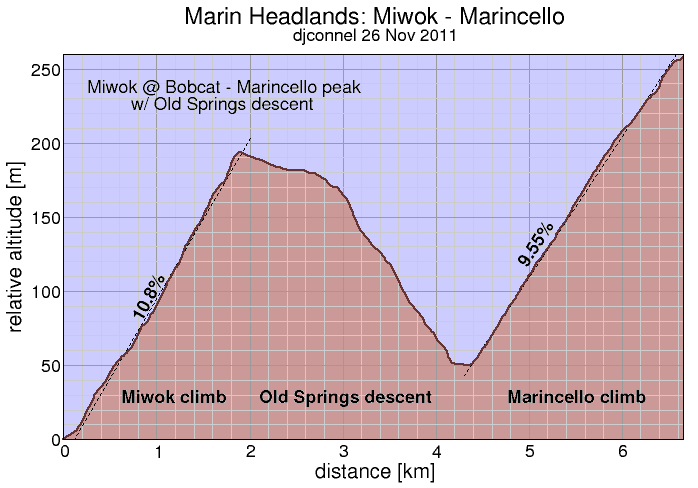 Marin Headlands: Miwok - Marincello
djconnel 26 Nov 2011
Miwok @ Bobcat - Marincello peak
w/ Old Springs descent
relative altitude [m]
250
200
150
100
50
0
10.8%
9.55%
Miwok climb
Old Springs descent
Marincello climb
0 1 2 3 4 5 6
distance [km]